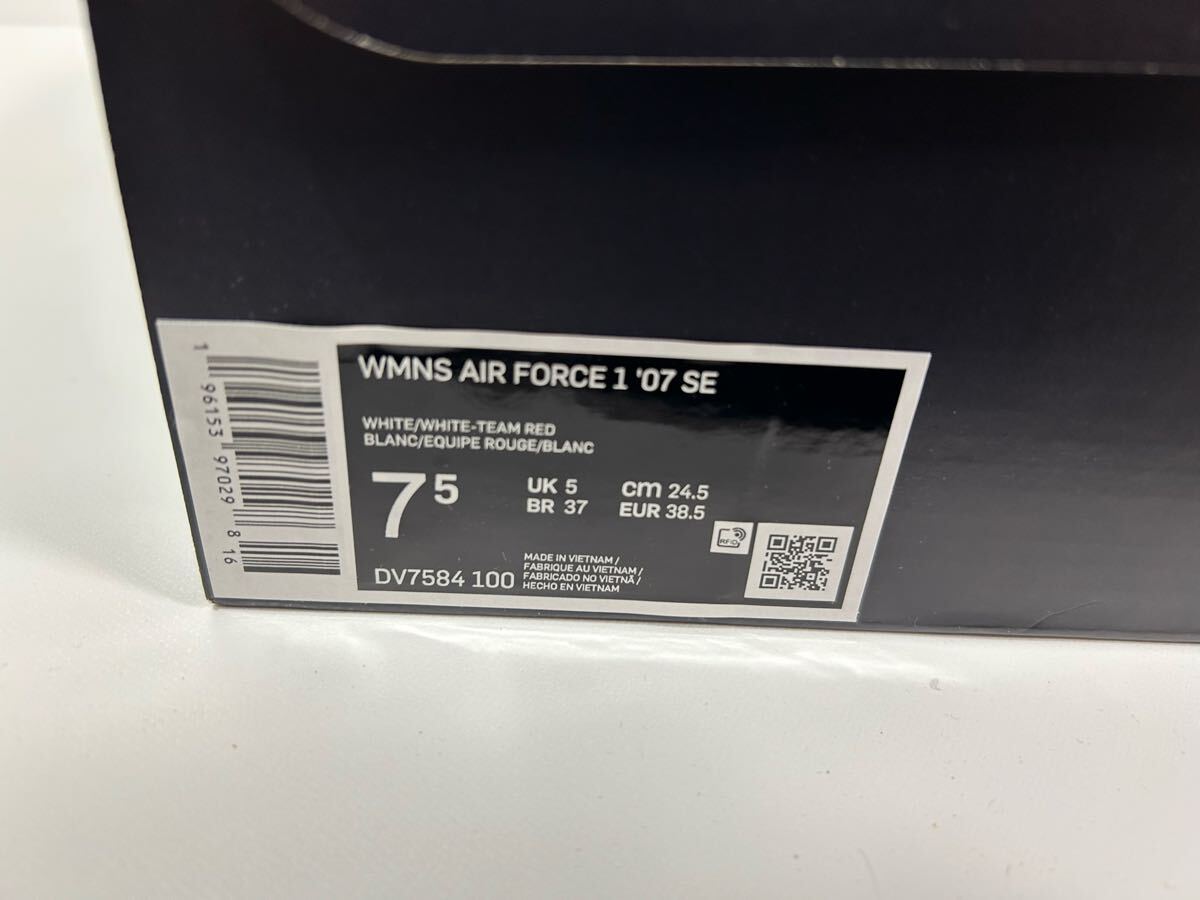 WMNS AIR FORCE 1 '07 SE
WHITE/WHITE-TEAM RED
BLANC/EQUIPE ROUGE/BLANC
7 5
UK 5 cm 24.5
BR 37 EUR 38.5
RFID
DV7584 100
MADE IN VIETNAM /
FABRIQUE AU VIETNAM /
FABRICADO NO VIETNÃ /
HECHO EN VIETNAM
1 96153 97029 8 16